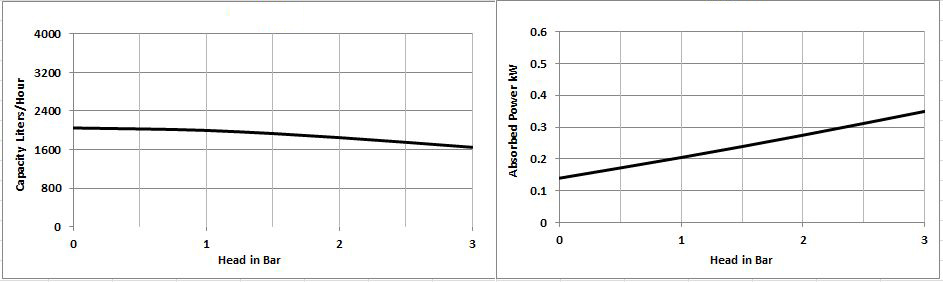 Capacity Liters/Hour
4000
3200
2400
1600
800
0
0 1 2 3
Head in Bar
Absorbed Power kW
0.6
0.5
0.4
0.3
0.2
0.1
0
0 1 2 3
Head in Bar